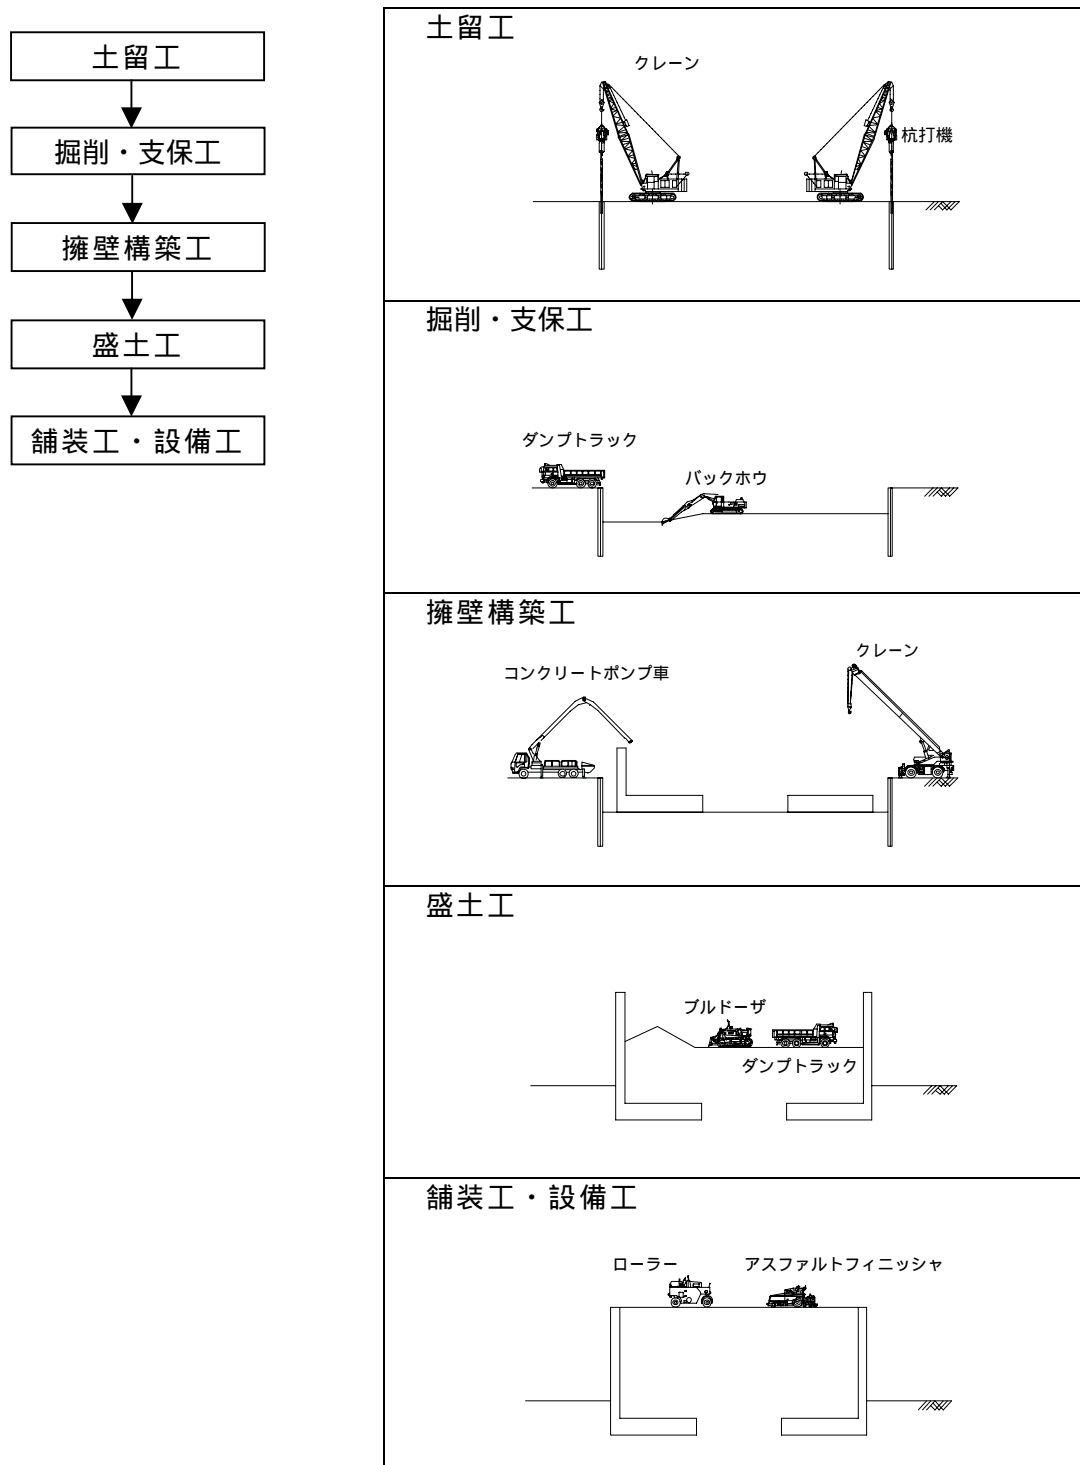 土留工
掘削・支保工
擁壁構築工
盛土工
舗装工・設備工
土留工
クレーン
杭打機
掘削・支保工
ダンプトラック
バックホウ
擁壁構築工
クレーン
コンクリートポンプ車
盛土工
ブルドーザ
ダンプトラック
舗装工・設備工
ローラー
アスファルトフィニッシャ